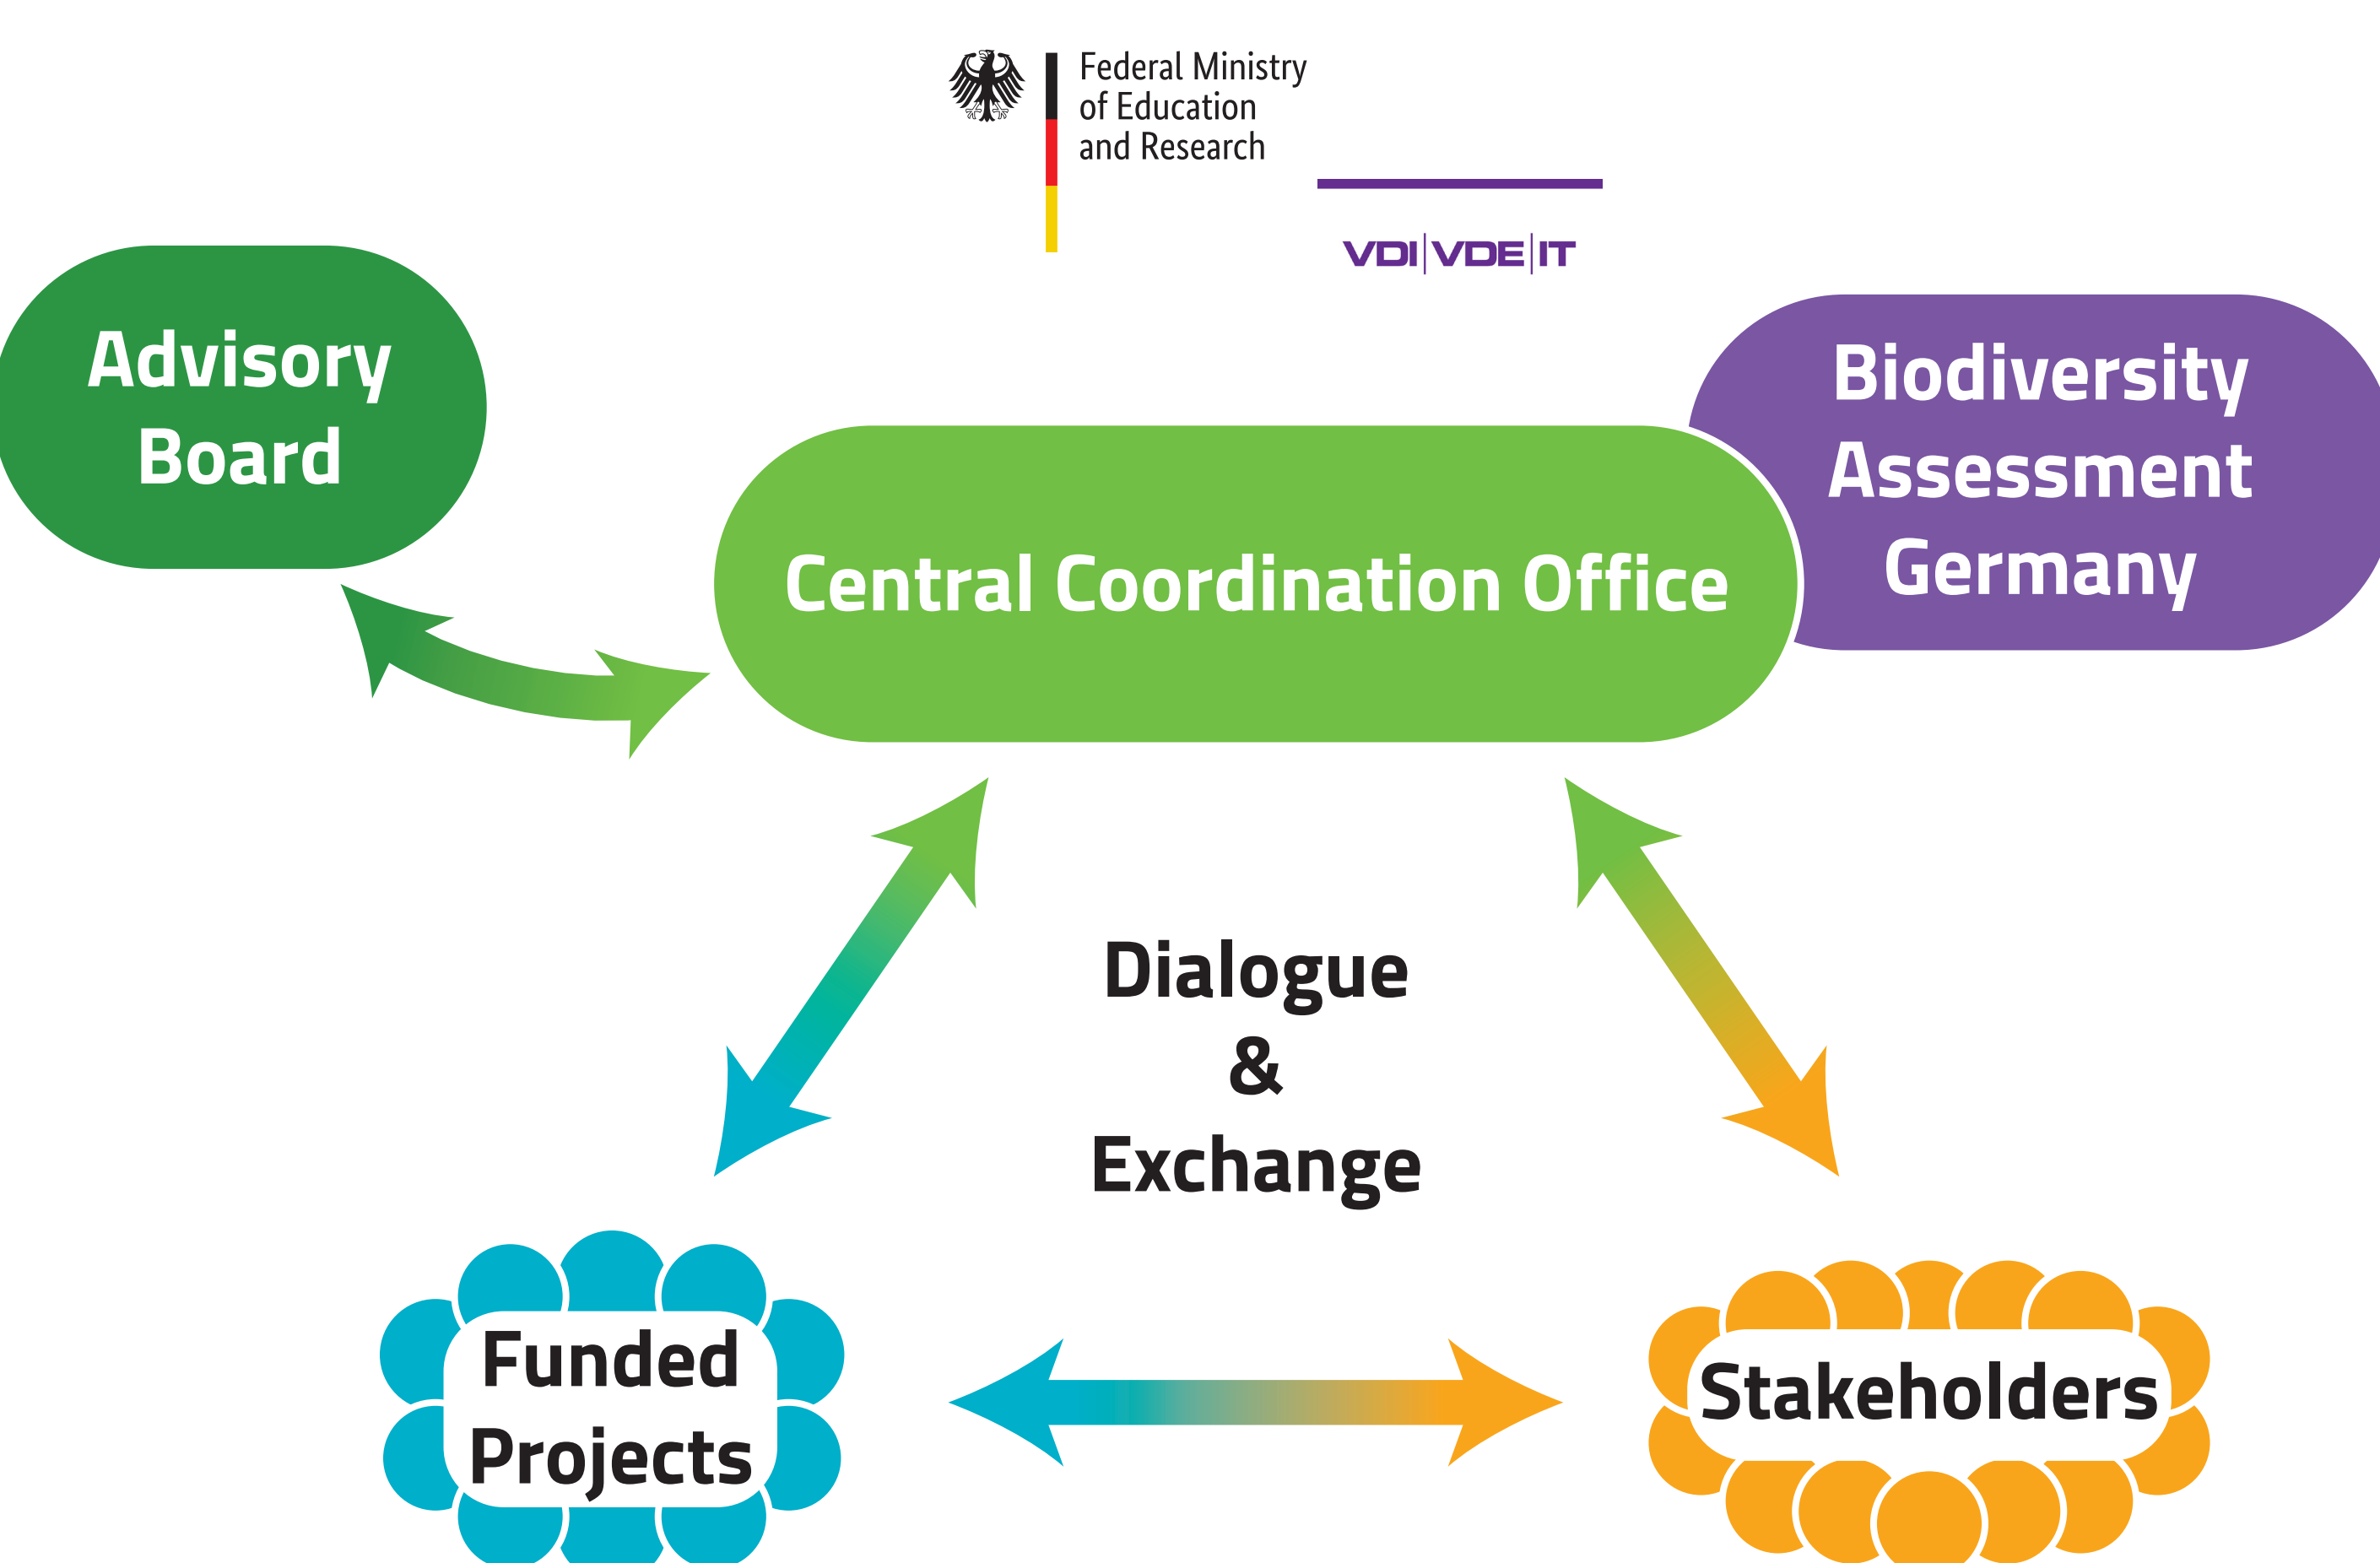 Federal Ministry
of Education
and Research
VDI|VDE|IT
Advisory
Board
Biodiversity
Assessment
Germany
Central Coordination Office
Dialogue
&
Exchange
Funded
Projects
Stakeholders